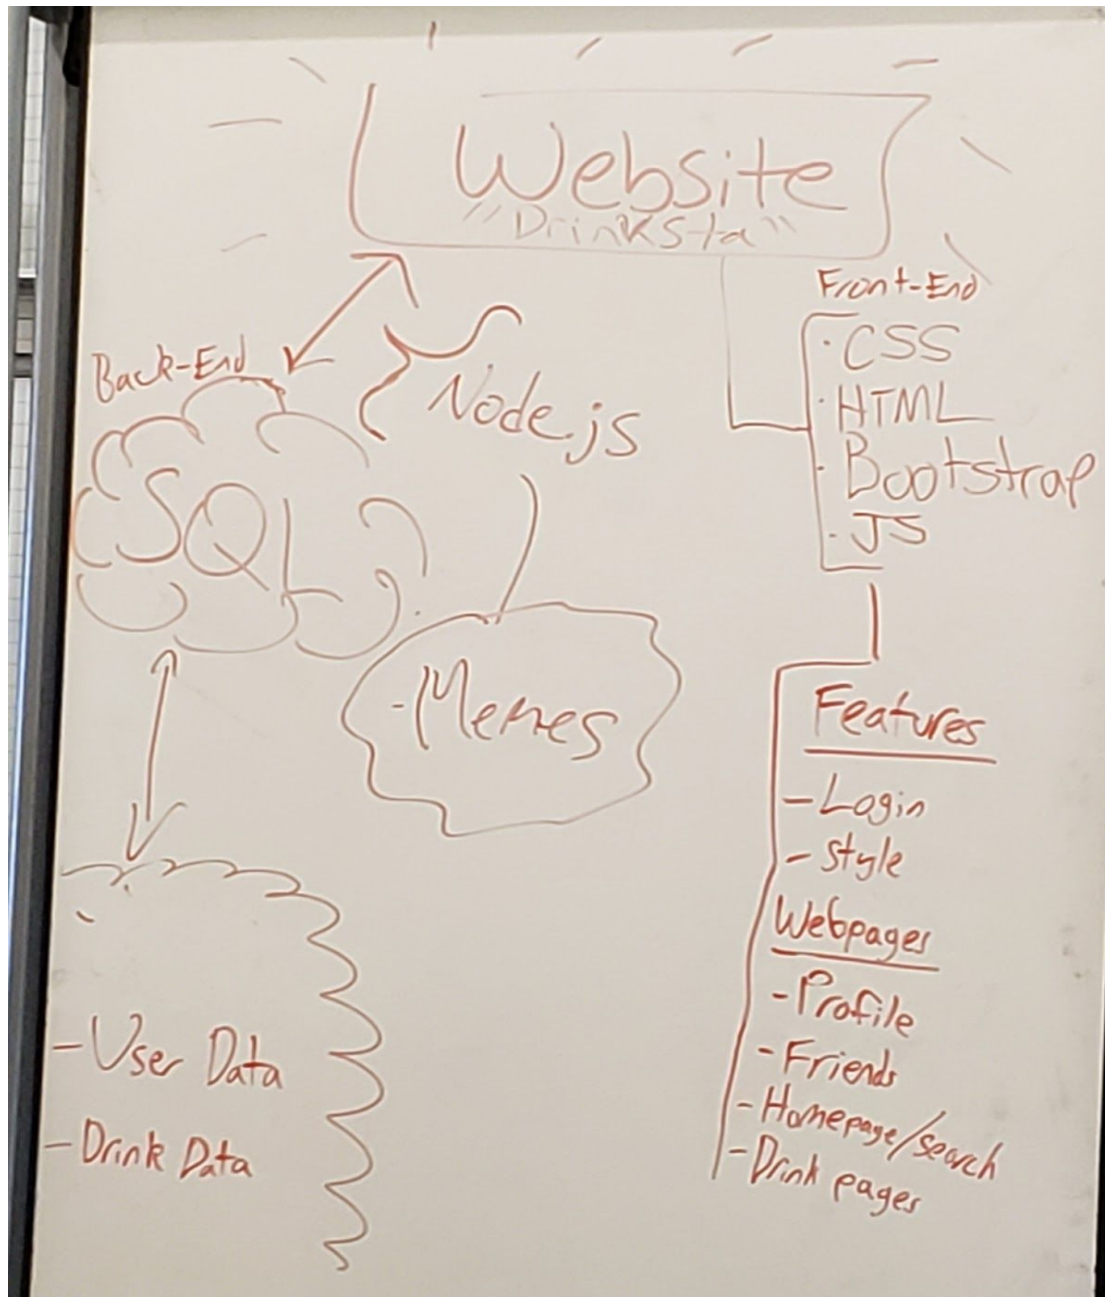 Website
"Drinksta"
Front-End
· CSS
· HTML
· Bootstrap
· JS
Back-End
Node.js
SQL
-Memes
Features
- Login
- Style
Webpages
- Profile
- Friends
- Homepage/search
- Drink pages
- User Data
- Drink Data